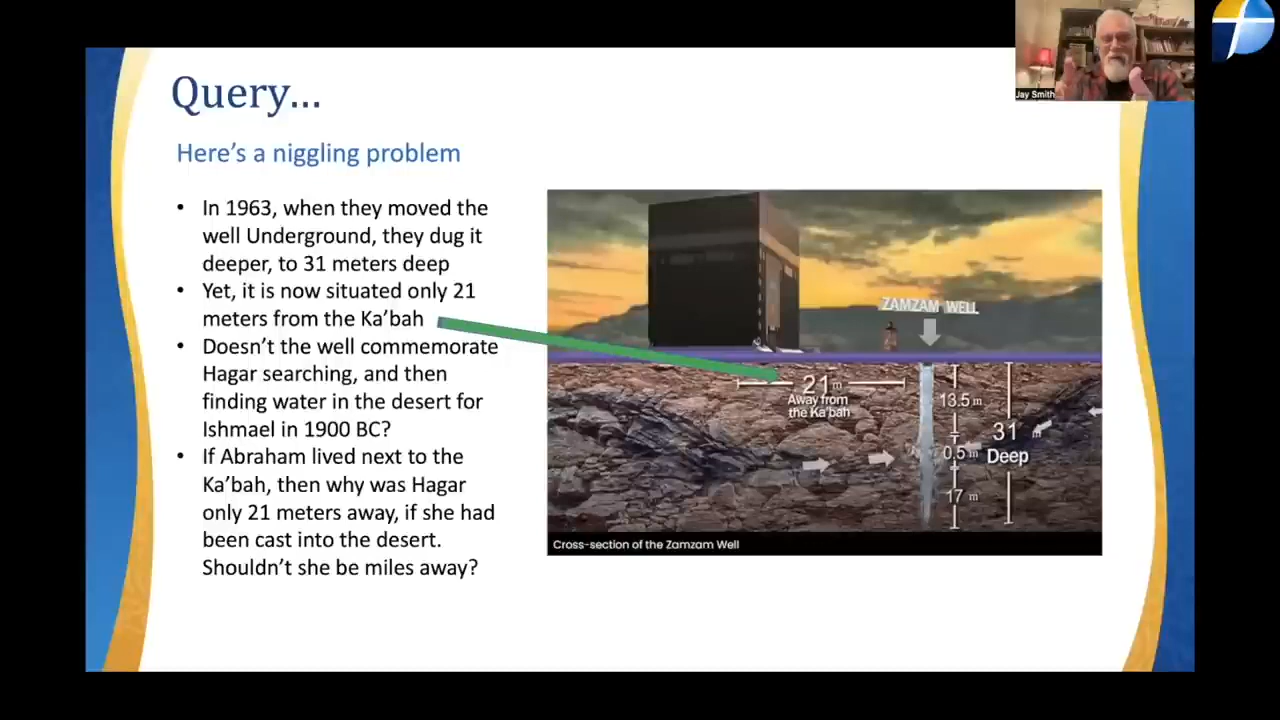 Query...
Here's a niggling problem
• In 1963, when they moved the
well Underground, they dug it
deeper, to 31 meters deep
• Yet, it is now situated only 21
meters from the Ka'bah
• Doesn't the well commemorate
Hagar searching, and then
finding water in the desert for
Ishmael in 1900 BC?
• If Abraham lived next to the
Ka'bah, then why was Hagar
only 21 meters away, if she had
been cast into the desert.
Shouldn't she be miles away?
ZAMZAM WELL
21 m
Away from
the Ka'bah
13.5 m
31 m
0.5 m
Deep
17 m
Cross-section of the Zamzam Well
Jay Smith